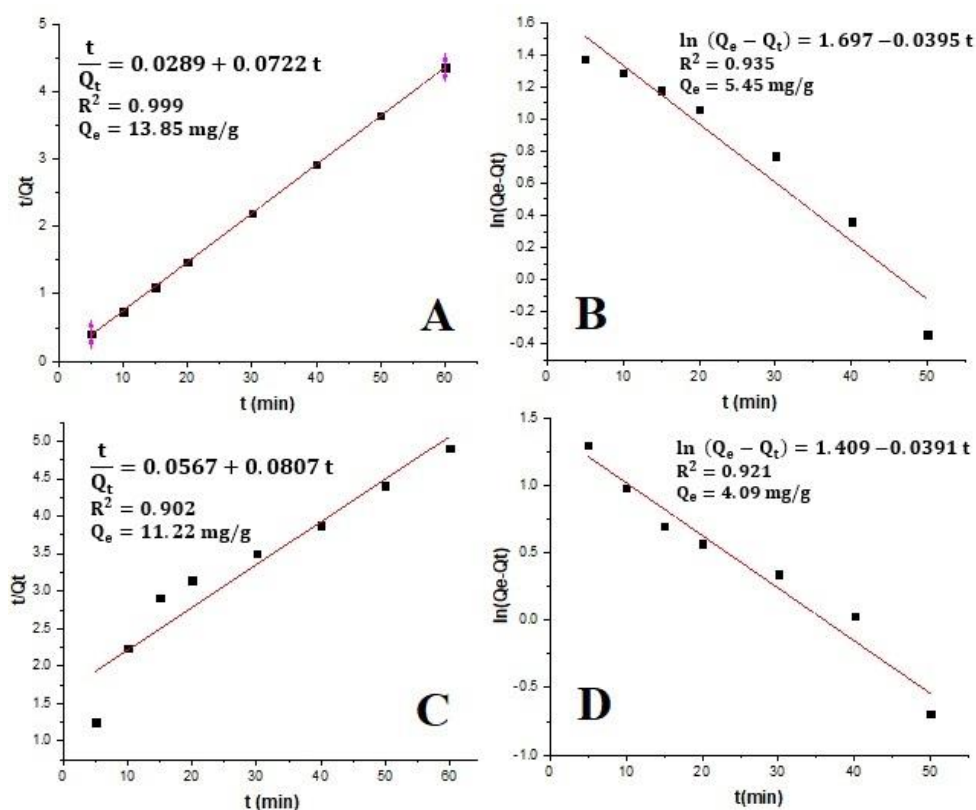 t/Qt = 0.0289 + 0.0722 t
R² = 0.999
Qₑ = 13.85 mg/g
A
t/Qt
5
4
3
2
1
0
0 10 20 30 40 50 60
t (min)
ln (Qₑ − Qₜ) = 1.697 −0.0395 t
R² = 0.935
Qₑ = 5.45 mg/g
B
ln(Qe-Qt)
1.6
1.4
1.2
1.0
0.8
0.6
0.4
0.2
0.0
-0.2
-0.4
0 10 20 30 40 50
t (min)
t/Qₜ = 0.0567 + 0.0807 t
R² = 0.902
Qₑ = 11.22 mg/g
C
t/Qt
5.0
4.5
4.0
3.5
3.0
2.5
2.0
1.5
1.0
0 10 20 30 40 50 60
t (min)
ln (Qₑ − Qₜ) = 1.409 −0.0391 t
R² = 0.921
Qₑ = 4.09 mg/g
D
ln(Qe-Qt)
1.5
1.0
0.5
0.0
-0.5
-1.0
0 10 20 30 40 50
t(min)